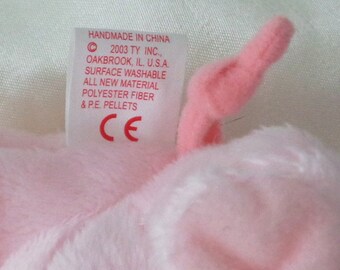 HANDMADE IN CHINA
© 2003 TY INC.,
OAKBROOK, IL. U.S.A.
SURFACE WASHABLE
ALL NEW MATERIAL
POLYESTER FIBER
& P.E. PELLETS
CE